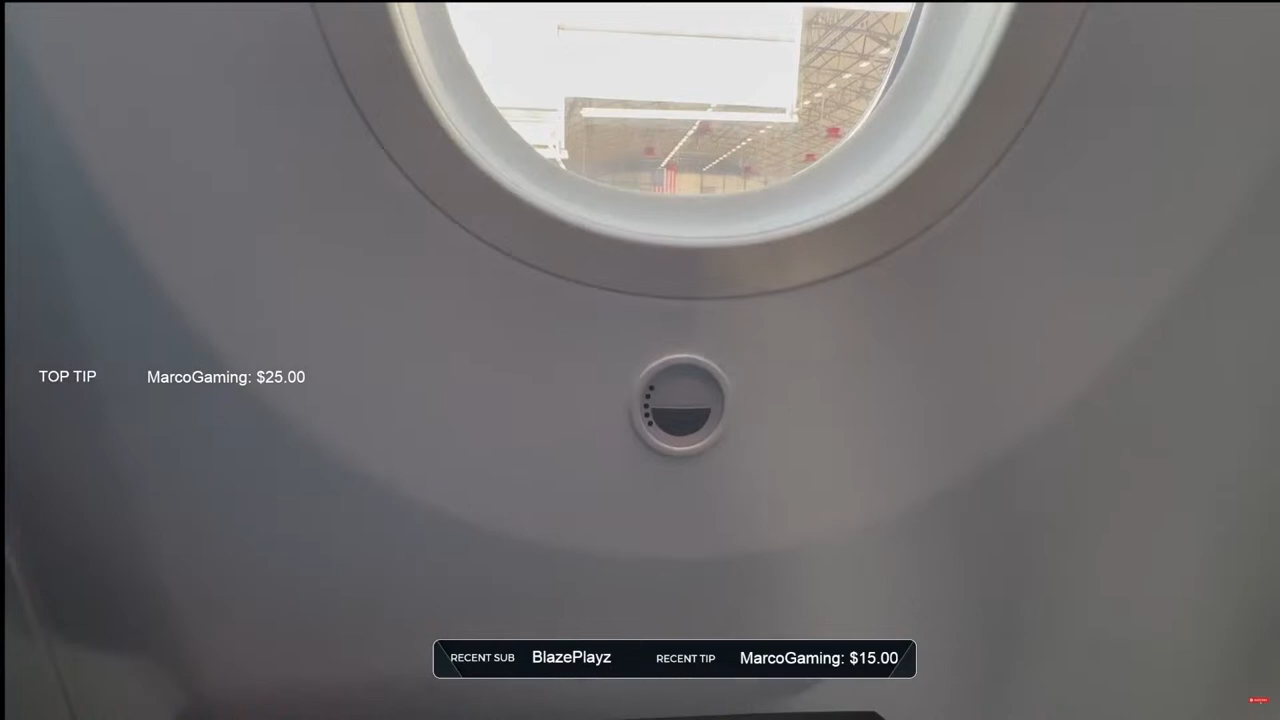 TOP TIP MarcoGaming: $25.00
RECENT SUB BlazePlayz RECENT TIP MarcoGaming: $15.00